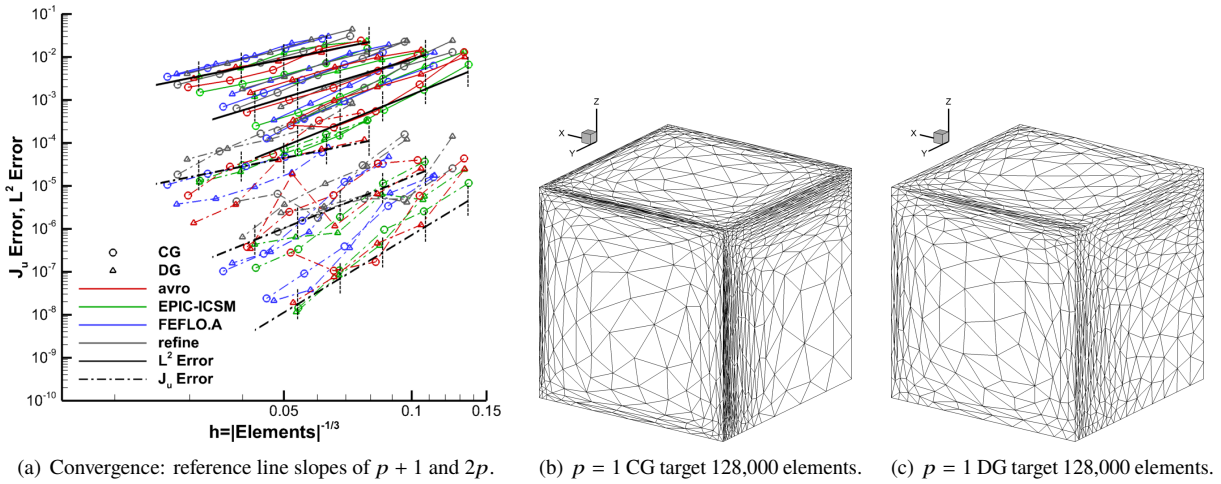 10⁻¹
10⁻²
10⁻³
10⁻⁴
10⁻⁵
10⁻⁶
10⁻⁷
10⁻⁸
10⁻⁹
10⁻¹⁰
J_u Error, L² Error
CG
DG
avro
EPIC-ICSM
FEFLO.A
refine
L² Error
J_u Error
0.05 0.1 0.15
h=|Elements|⁻¹/³
Z
X
Y
Z
X
Y
(a) Convergence: reference line slopes of p + 1 and 2p.
(b) p = 1 CG target 128,000 elements.
(c) p = 1 DG target 128,000 elements.